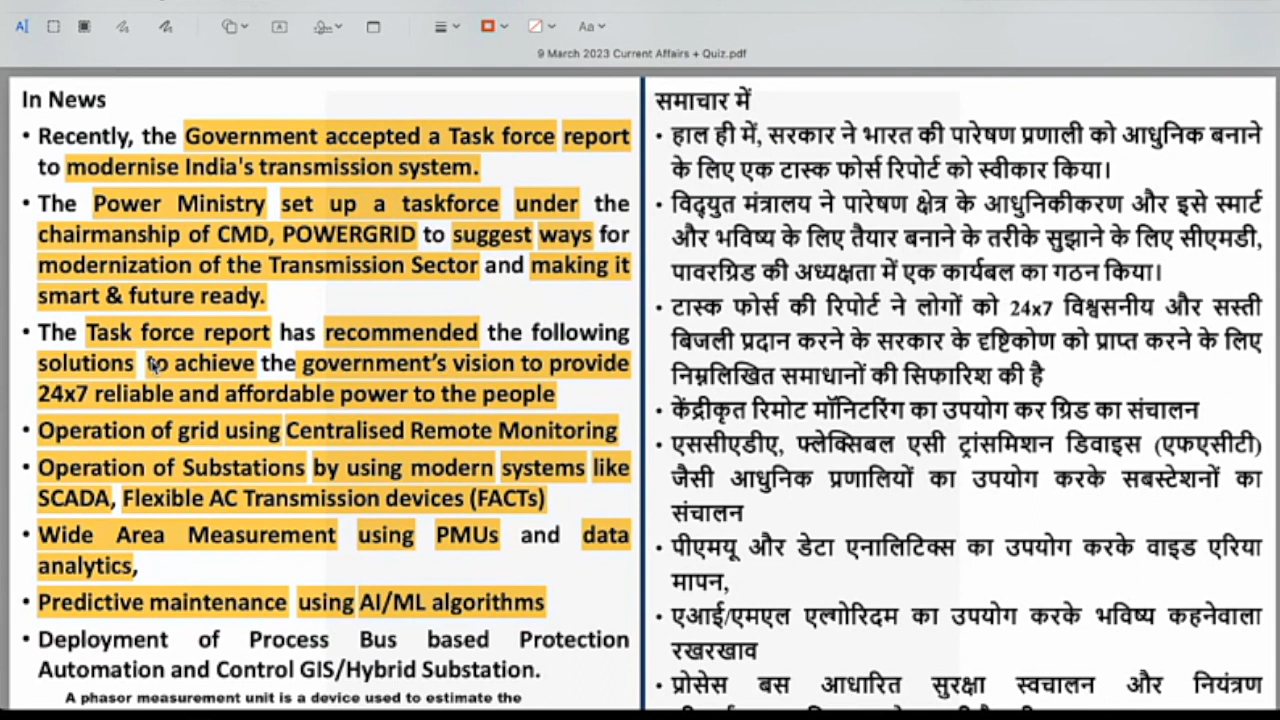 A
A
Aa
9 March 2023 Current Affairs + Quiz.pdf
In News
• Recently, the Government accepted a Task force report
to modernise India's transmission system.
• The Power Ministry set up a taskforce under the
chairmanship of CMD, POWERGRID to suggest ways for
modernization of the Transmission Sector and making it
smart & future ready.
• The Task force report has recommended the following
solutions to achieve the government's vision to provide
24x7 reliable and affordable power to the people
• Operation of grid using Centralised Remote Monitoring
• Operation of Substations by using modern systems like
SCADA, Flexible AC Transmission devices (FACTs)
• Wide Area Measurement using PMUs and data
analytics,
• Predictive maintenance using AI/ML algorithms
• Deployment of Process Bus based Protection
Automation and Control GIS/Hybrid Substation.
A phasor measurement unit is a device used to estimate the
समाचार में
• हाल ही में, सरकार ने भारत की पारेषण प्रणाली को आधुनिक बनाने
के लिए एक टास्क फोर्स रिपोर्ट को स्वीकार किया।
• विद्युत मंत्रालय ने पारेषण क्षेत्र के आधुनिकीकरण और इसे स्मार्ट
और भविष्य के लिए तैयार बनाने के तरीके सुझाने के लिए सीएमडी,
पावरग्रिड की अध्यक्षता में एक कार्यबल का गठन किया।
• टास्क फोर्स की रिपोर्ट ने लोगों को 24x7 विश्वसनीय और सस्ती
बिजली प्रदान करने के सरकार के दृष्टिकोण को प्राप्त करने के लिए
निम्नलिखित समाधानों की सिफारिश की है
• केंद्रीकृत रिमोट मॉनिटरिंग का उपयोग कर ग्रिड का संचालन
• एससीएडीए, फ्लेक्सिबल एसी ट्रांसमिशन डिवाइस (एफएसीटी)
जैसी आधुनिक प्रणालियों का उपयोग करके सबस्टेशनों का
संचालन
• पीएमयू और डेटा एनालिटिक्स का उपयोग करके वाइड एरिया
मापन,
• एआई/एमएल एल्गोरिदम का उपयोग करके भविष्य कहनेवाला
रखरखाव
• प्रोसेस बस आधारित सुरक्षा स्वचालन और नियंत्रण